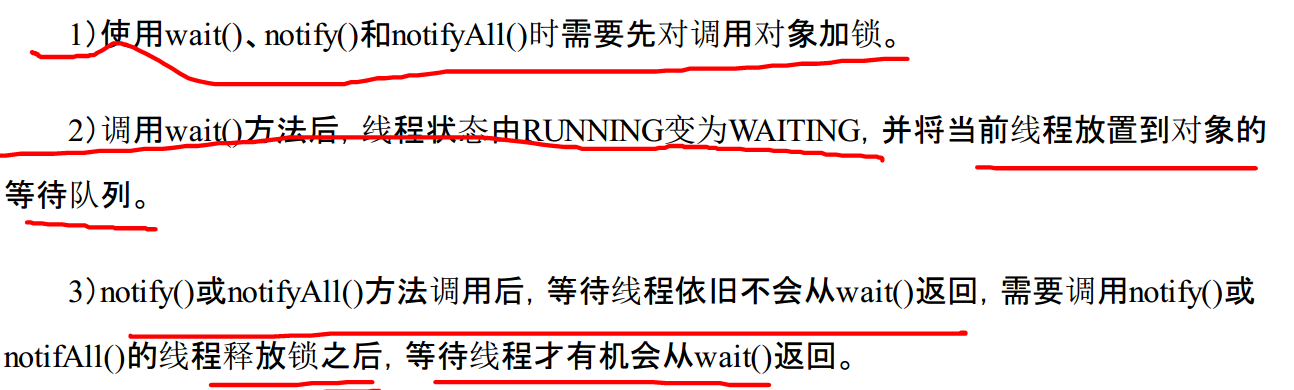 1)使用wait()、notify()和notifyAll()时需要先对调用对象加锁。
2)调用wait()方法后,线程状态由RUNNING变为WAITING,并将当前线程放置到对象的
等待队列。
3)notify()或notifyAll()方法调用后,等待线程依旧不会从wait()返回,需要调用notify()或
notifAll()的线程释放锁之后,等待线程才有机会从wait()返回。